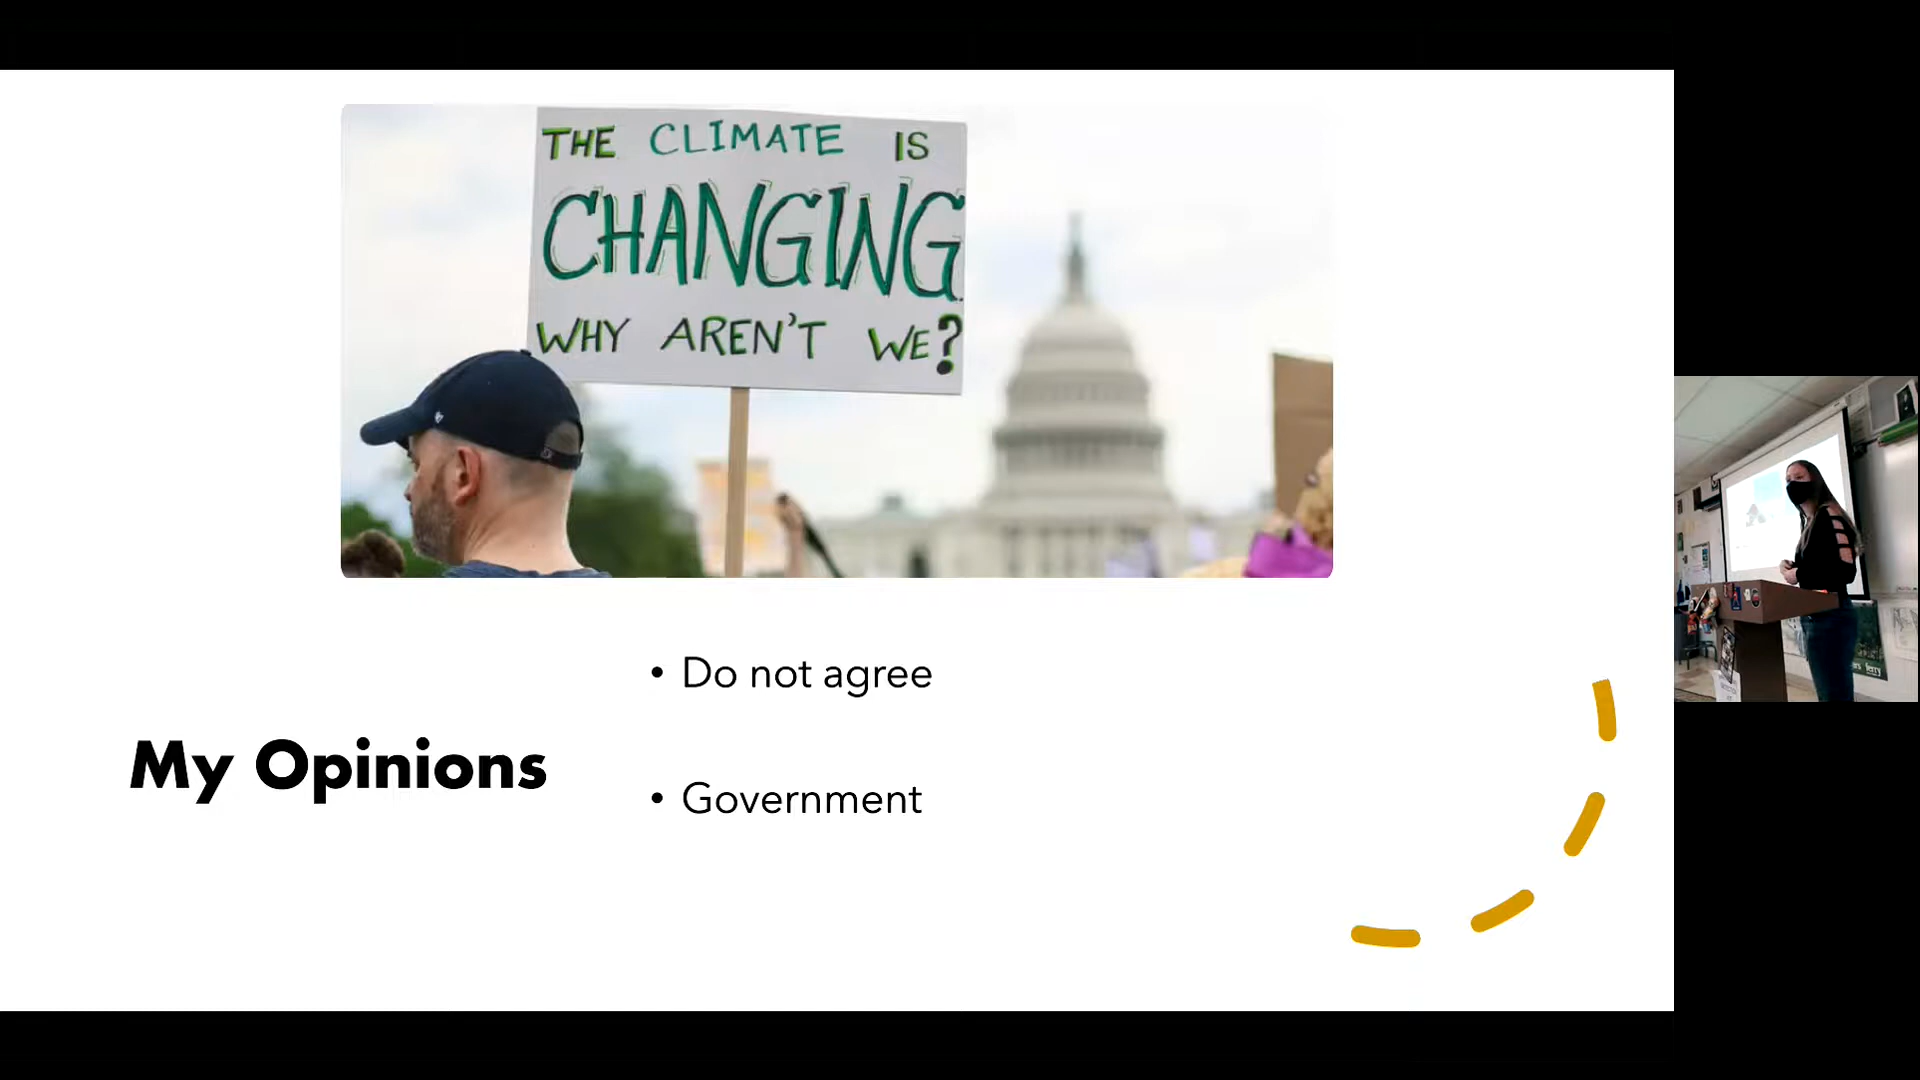 THE CLIMATE IS
CHANGING
WHY AREN'T WE?
My Opinions
• Do not agree
• Government